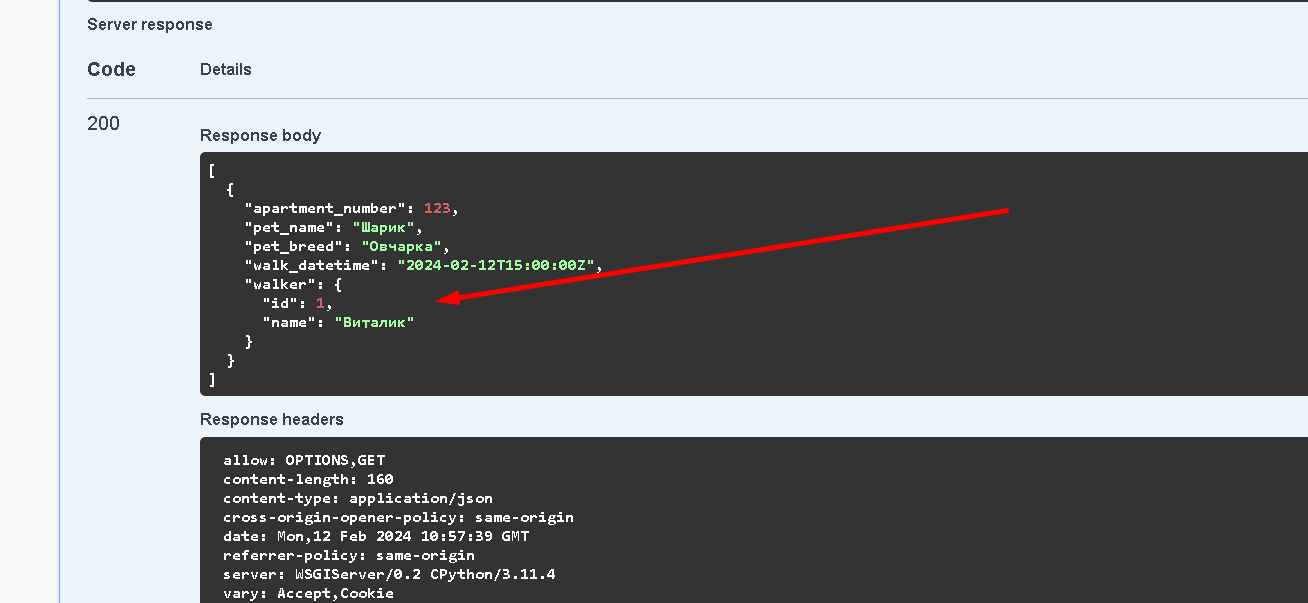 Server response
Code Details
200
Response body
[
{
"apartment_number": 123,
"pet_name": "Шарик",
"pet_breed": "Овчарка",
"walk_datetime": "2024-02-12T15:00:00Z",
"walker": {
"id": 1,
"name": "Виталик"
}
}
]
Response headers
allow: OPTIONS,GET
content-length: 160
content-type: application/json
cross-origin-opener-policy: same-origin
date: Mon,12 Feb 2024 10:57:39 GMT
referrer-policy: same-origin
server: WSGIServer/0.2 CPython/3.11.4
vary: Accept,Cookie